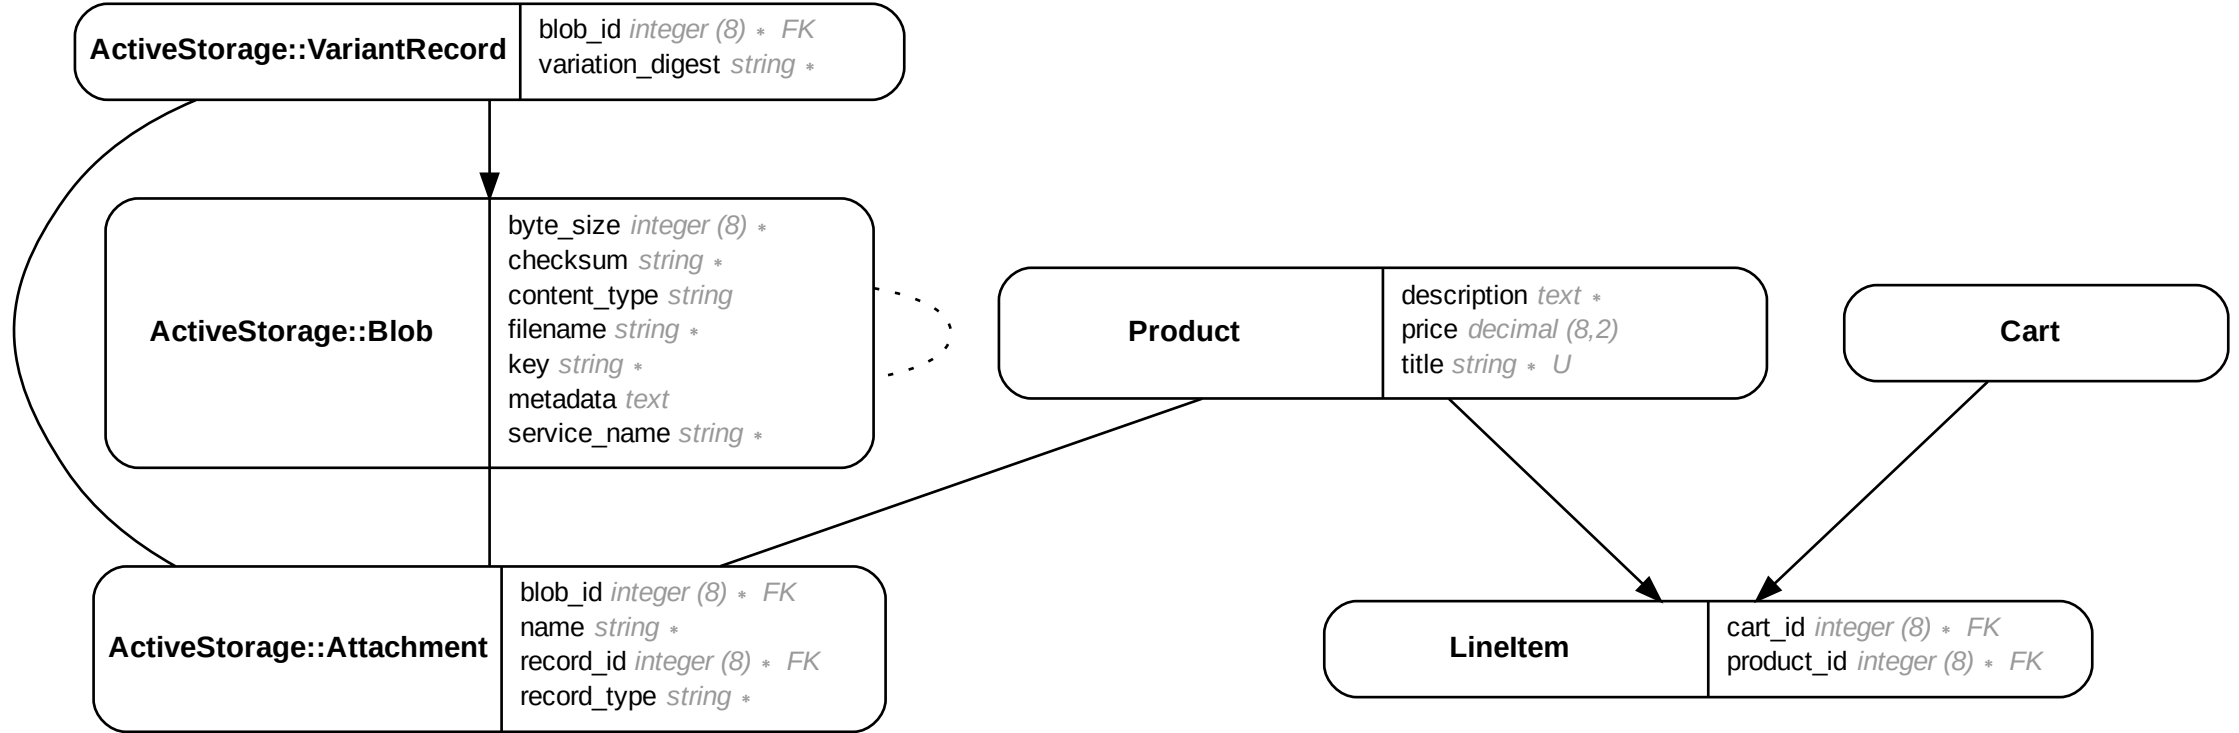 ActiveStorage::VariantRecord
blob_id integer (8) * FK
variation_digest string *
ActiveStorage::Blob
byte_size integer (8) *
checksum string *
content_type string
filename string *
key string *
metadata text
service_name string *
Product
description text *
price decimal (8,2)
title string * U
Cart
ActiveStorage::Attachment
blob_id integer (8) * FK
name string *
record_id integer (8) * FK
record_type string *
LineItem
cart_id integer (8) * FK
product_id integer (8) * FK